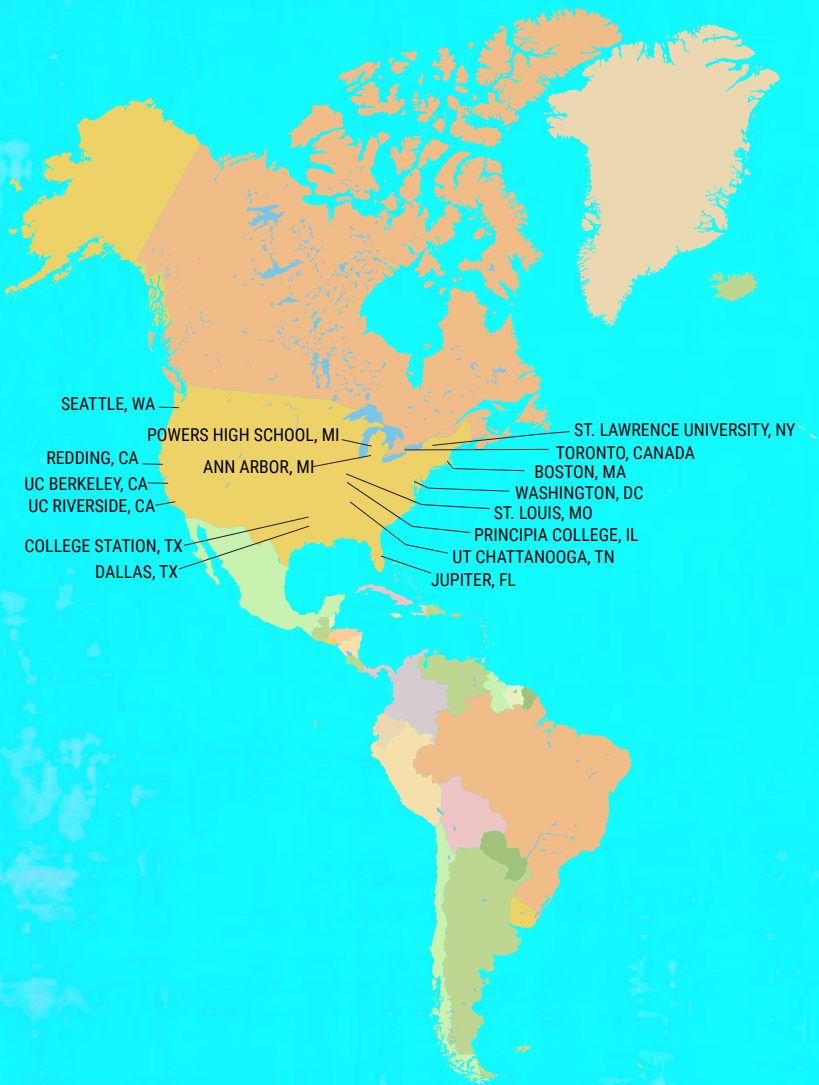 SEATTLE, WA
POWERS HIGH SCHOOL, MI
REDDING, CA
ANN ARBOR, MI
UC BERKELEY, CA
UC RIVERSIDE, CA
COLLEGE STATION, TX
DALLAS, TX
ST. LAWRENCE UNIVERSITY, NY
TORONTO, CANADA
BOSTON, MA
WASHINGTON, DC
ST. LOUIS, MO
PRINCIPIA COLLEGE, IL
UT CHATTANOOGA, TN
JUPITER, FL